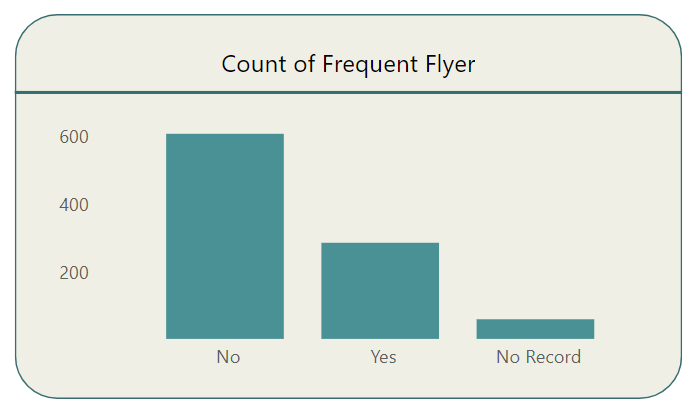 Count of Frequent Flyer
600
400
200
No Yes No Record